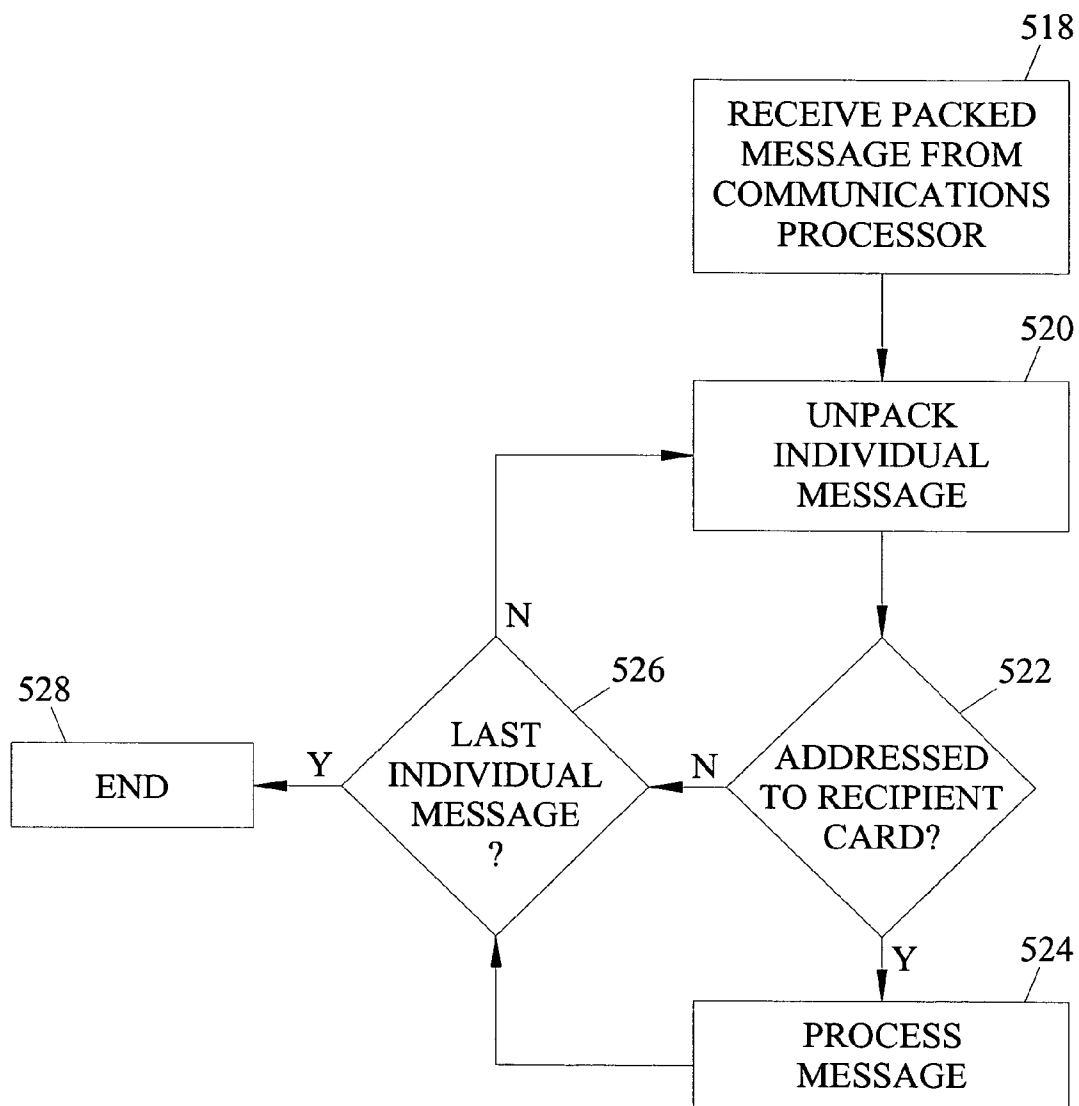 518
RECEIVE PACKED
MESSAGE FROM
COMMUNICATIONS
PROCESSOR
520
UNPACK
INDIVIDUAL
MESSAGE
N
522
526
528
ADDRESSED
TO RECIPIENT
CARD?
N
LAST
INDIVIDUAL
MESSAGE
?
Y
END
Y
524
PROCESS
MESSAGE